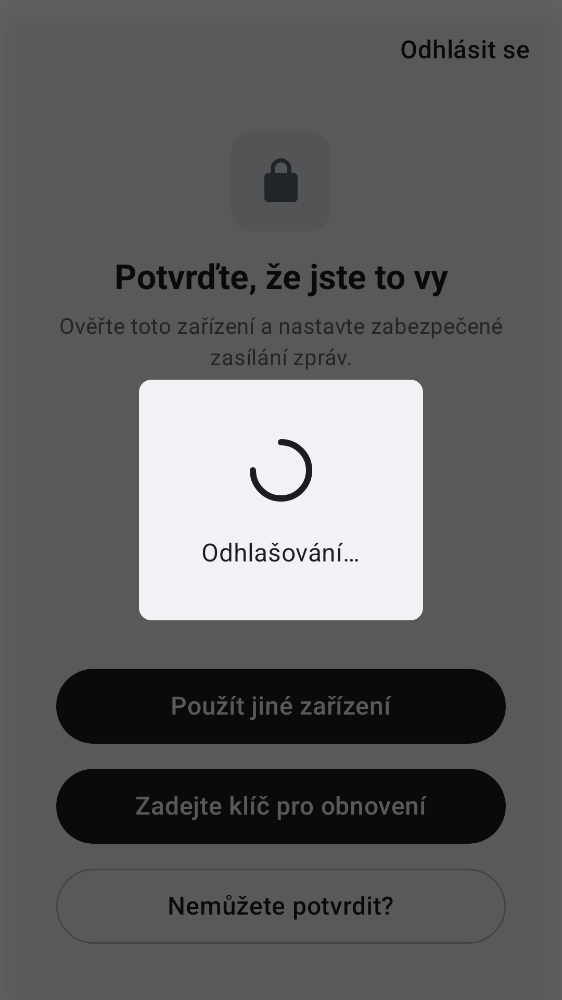 Odhlásit se
Potvrďte, že jste to vy
Ověřte toto zařízení a nastavte zabezpečené
zasílání zpráv.
Odhlašování…
Použít jiné zařízení
Zadejte klíč pro obnovení
Nemůžete potvrdit?